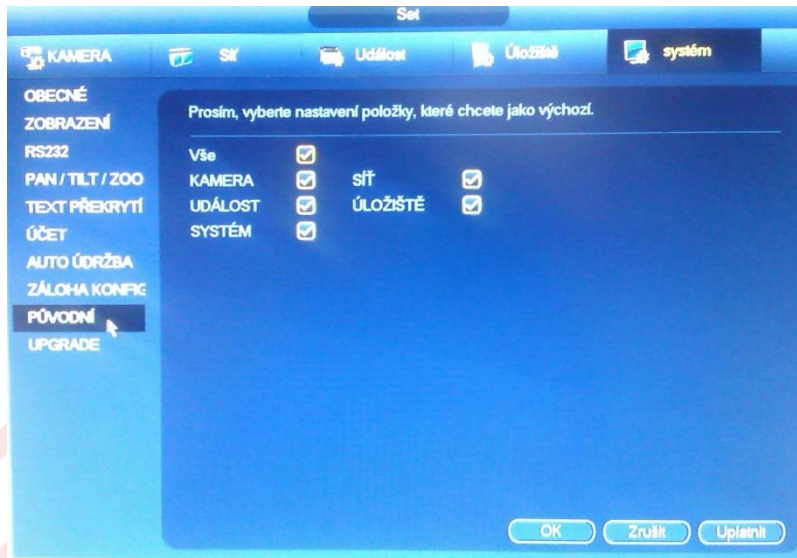 Set
KAMERA Síť Událost Úložiště systém
OBECNÉ
ZOBRAZENÍ
RS232
PAN / TILT / ZOO
TEXT PŘEKRYTÍ
ÚČET
AUTO ÚDRŽBA
ZÁLOHA KONFIG
PŮVODNÍ
UPGRADE
Prosím, vyberte nastavení položky, které chcete jako výchozí.
Vše
KAMERA SÍŤ
UDÁLOST ÚLOŽIŠTĚ
SYSTÉM
OK Zrušit Uplatnit